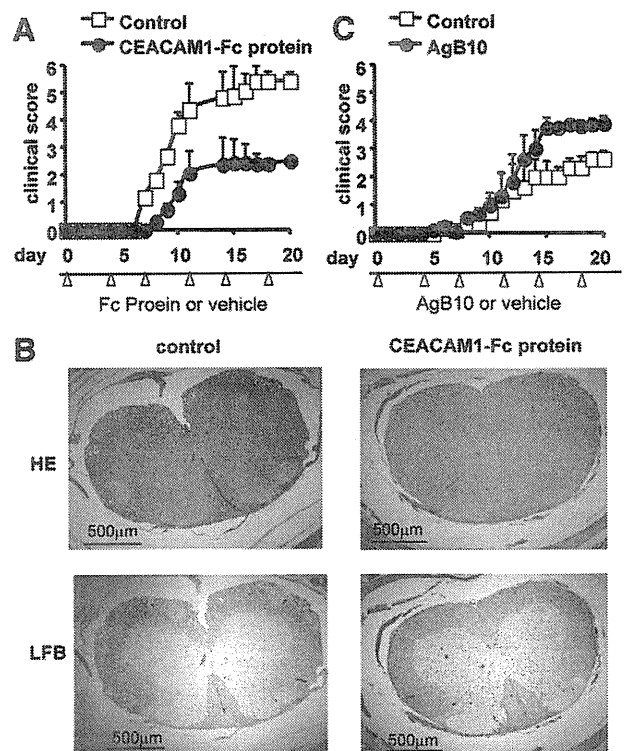 A
Control
CEACAM1-Fc protein
clinical score
6
5
4
3
2
1
0
day
0 5 10 15 20
Fc Proein or vehicle
C
Control
AgB10
clinical score
6
5
4
3
2
1
0
0 5 10 15 20
AgB10 or vehicle
B
control CEACAM1-Fc protein
HE
500μm 500μm
LFB
500μm 500μm